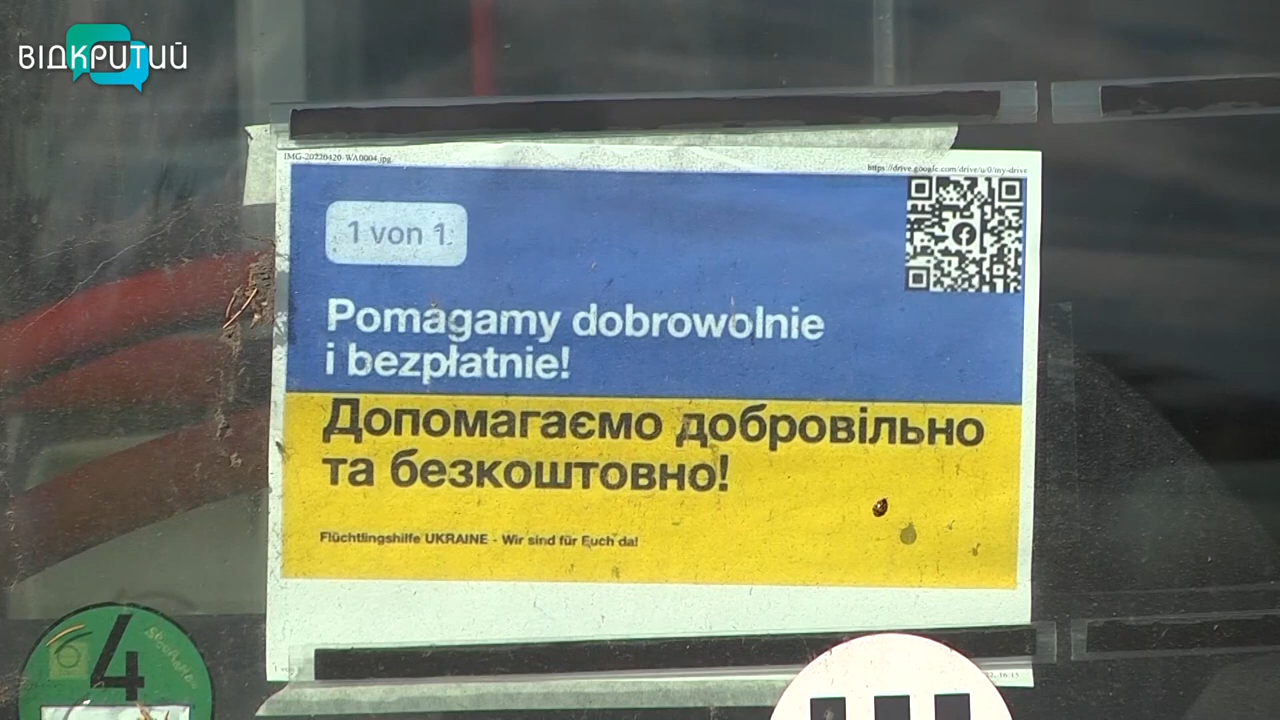 ВІДКРИТИЙ
IMG-20220420-WA0004.jpg
https://drive.google.com/drive/u/0/my-drive
1 von 1
Pomagamy dobrowolnie
i bezpłatnie!
Допомагаємо добровільно
та безкоштовно!
Flüchtlingshilfe UKRAINE - Wir sind für Euch da!
4